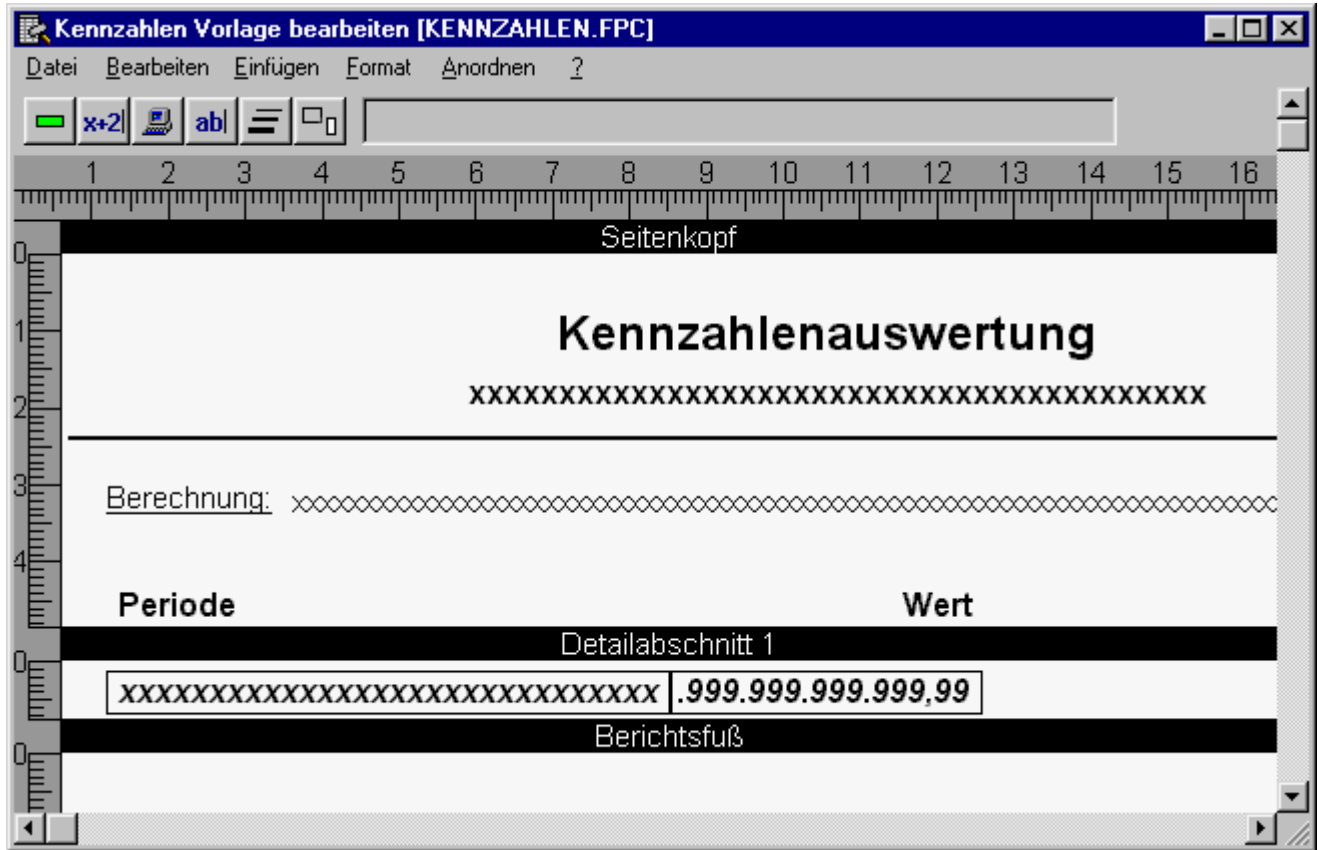 Kennzahlen Vorlage bearbeiten [KENNZAHLEN.FPC]
Datei Bearbeiten Einfügen Format Anordnen ?
x+2 ab
1 2 3 4 5 6 7 8 9 10 11 12 13 14 15 16
Seitenkopf
0
Kennzahlenauswertung
1
xxxxxxxxxxxxxxxxxxxxxxxxxxxxxxxxxxxxxxxxx
2
3
Berechnung: xxxxxxxxxxxxxxxxxxxxxxxxxxxxxxxxxxxxxxxxxxxxxxxxxxxxxxxxxxxxxxxxxxxxxx
4
Periode Wert
Detailabschnitt 1
0
xxxxxxxxxxxxxxxxxxxxxxxxxxxxxx .999.999.999.999,99
Berichtsfuß
0